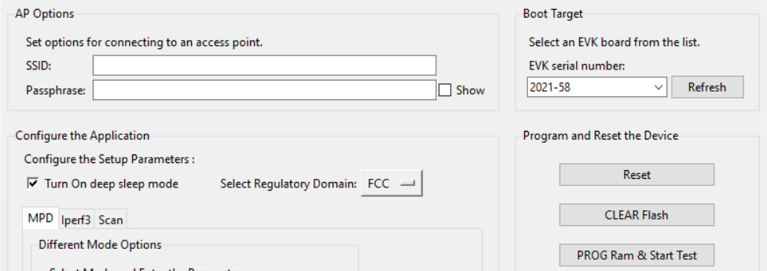 AP Options
Set options for connecting to an access point.
SSID:
Passphrase:
Show
Boot Target
Select an EVK board from the list.
EVK serial number:
2021-58
Refresh
Configure the Application
Configure the Setup Parameters :
Turn On deep sleep mode
Select Regulatory Domain: FCC
MPD Iperf3 Scan
Different Mode Options
Program and Reset the Device
Reset
CLEAR Flash
PROG Ram & Start Test